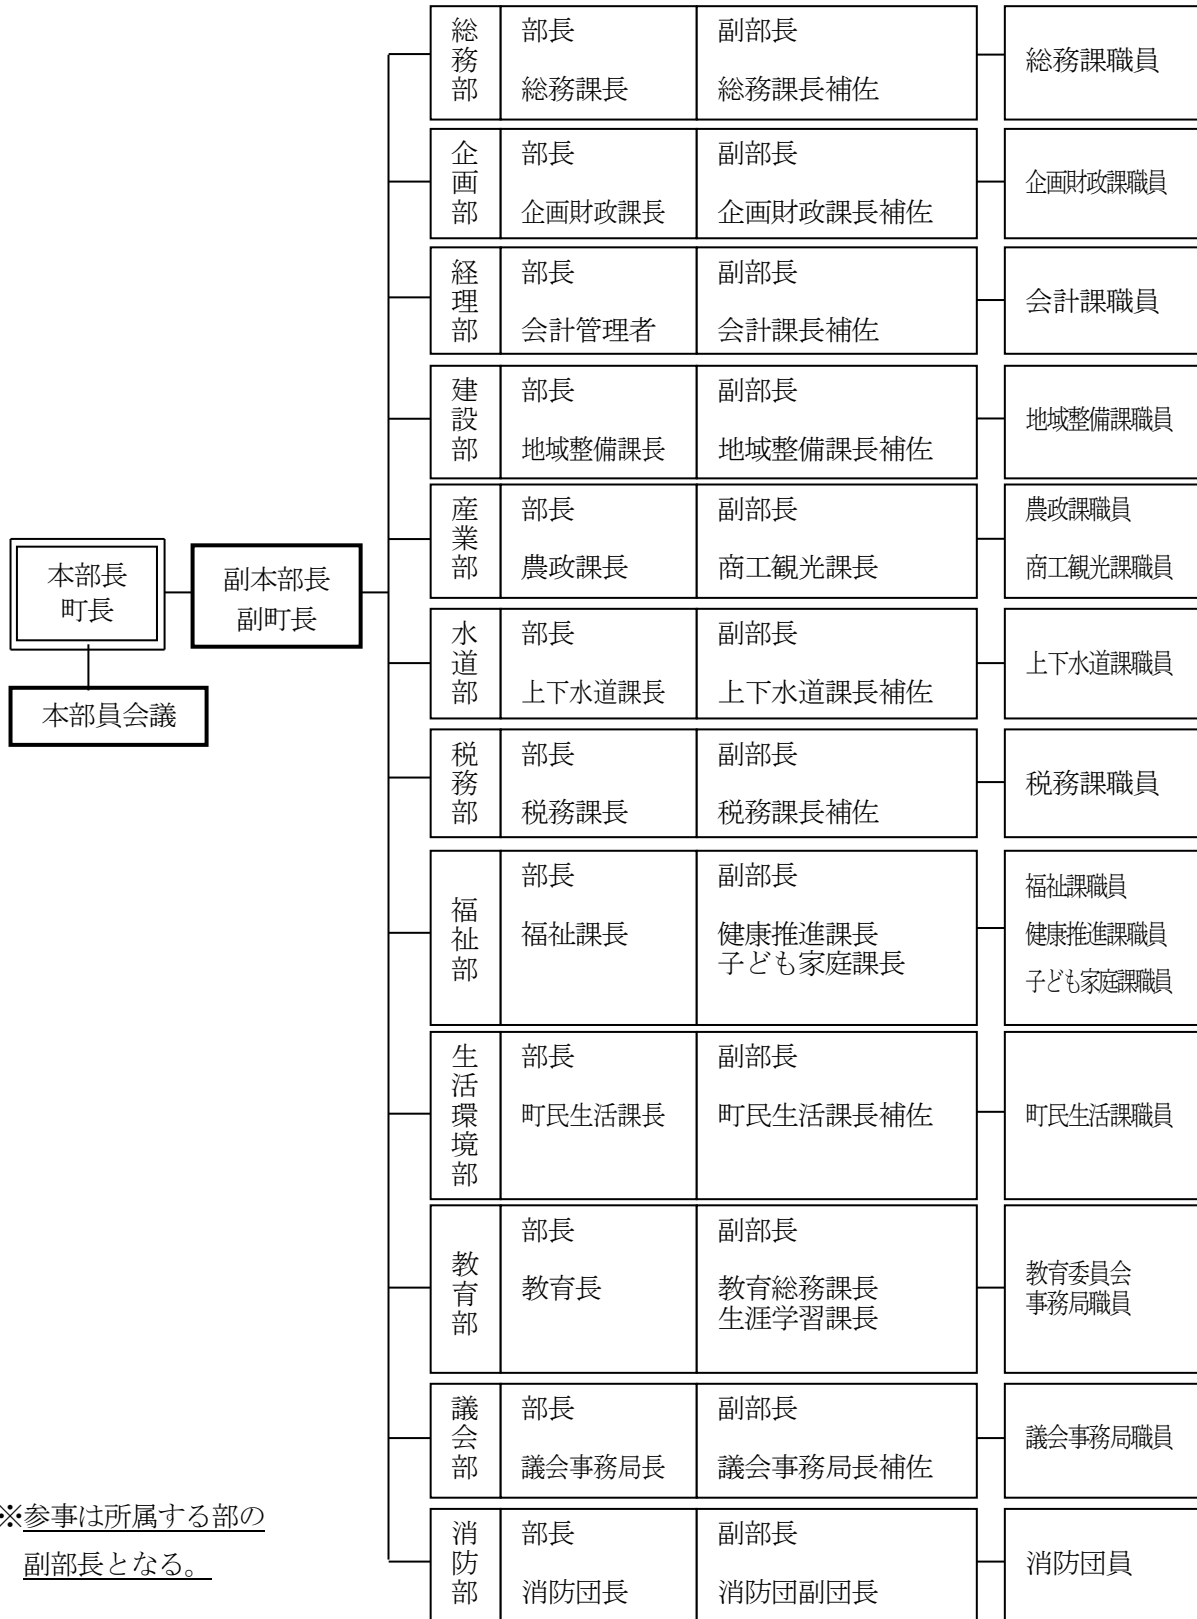 総務部
部長
副部長
総務課長
総務課長補佐
総務課職員
企画部
部長
副部長
企画財政課長
企画財政課長補佐
企画財政課職員
経理部
部長
副部長
会計管理者
会計課長補佐
会計課職員
建設部
部長
副部長
地域整備課長
地域整備課長補佐
地域整備課職員
産業部
部長
副部長
農政課長
商工観光課長
農政課職員
商工観光課職員
本部長
町長
副本部長
副町長
本部員会議
水道部
部長
副部長
上下水道課長
上下水道課長補佐
上下水道課職員
税務部
部長
副部長
税務課長
税務課長補佐
税務課職員
福祉部
部長
副部長
福祉課長
健康推進課長
子ども家庭課長
福祉課職員
健康推進課職員
子ども家庭課職員
生活環境部
部長
副部長
町民生活課長
町民生活課長補佐
町民生活課職員
教育部
部長
副部長
教育長
教育総務課長
生涯学習課長
教育委員会
事務局職員
議会部
部長
副部長
議会事務局長
議会事務局長補佐
議会事務局職員
消防部
部長
副部長
消防団長
消防団副団長
消防団員
※参事は所属する部の
副部長となる。